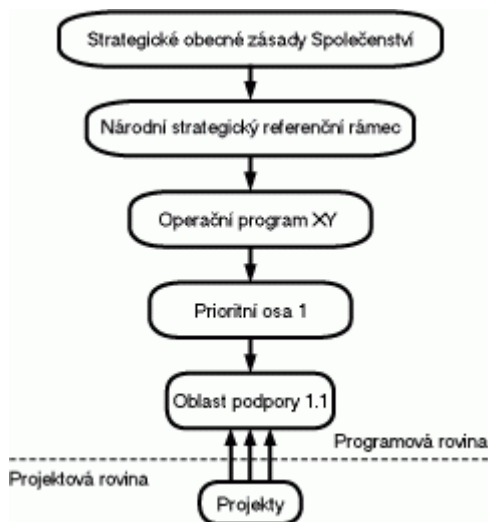 Strategické obecné zásady Společenství
Národní strategický referenční rámec
Operační program XY
Prioritní osa 1
Oblast podpory 1.1
Programová rovina
Projektová rovina
Projekty